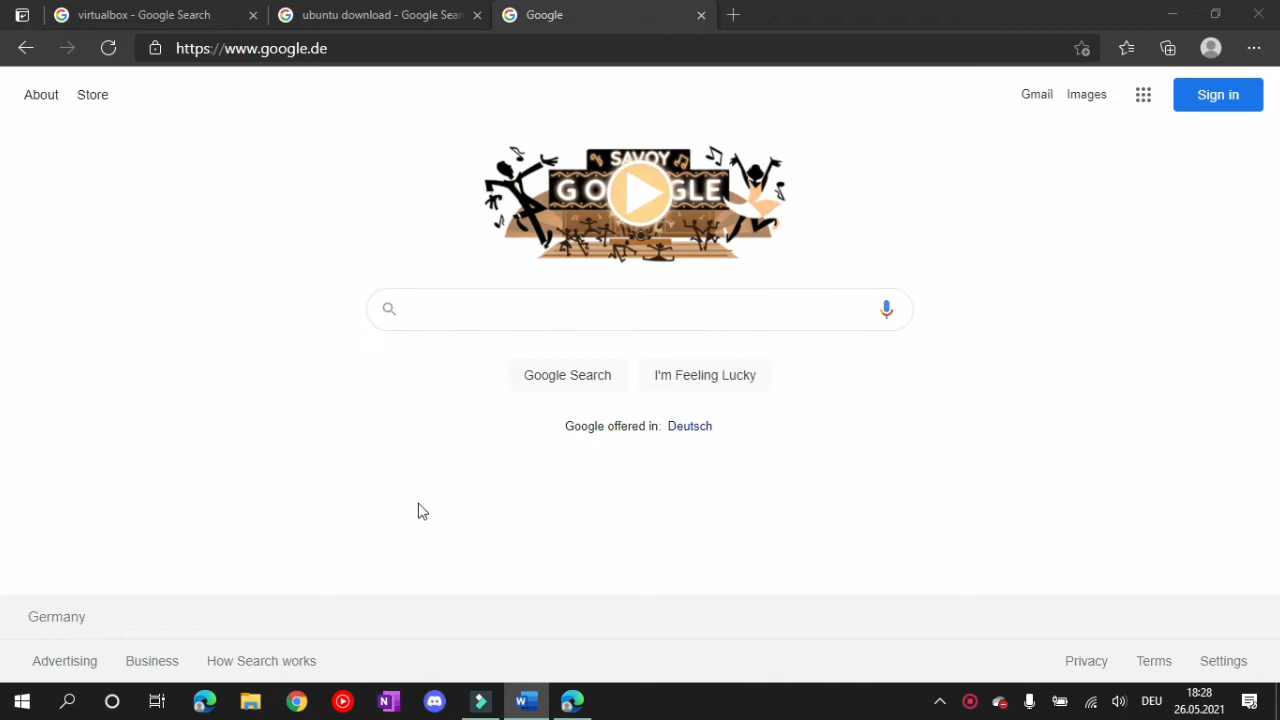 virtualbox - Google Search
ubuntu download - Google Sear
Google
https://www.google.de
About
Store
Gmail
Images
Sign in
SAVOY
Google Search
I'm Feeling Lucky
Google offered in: Deutsch
Germany
Advertising
Business
How Search works
Privacy
Terms
Settings
DEU
18:28
26.05.2021